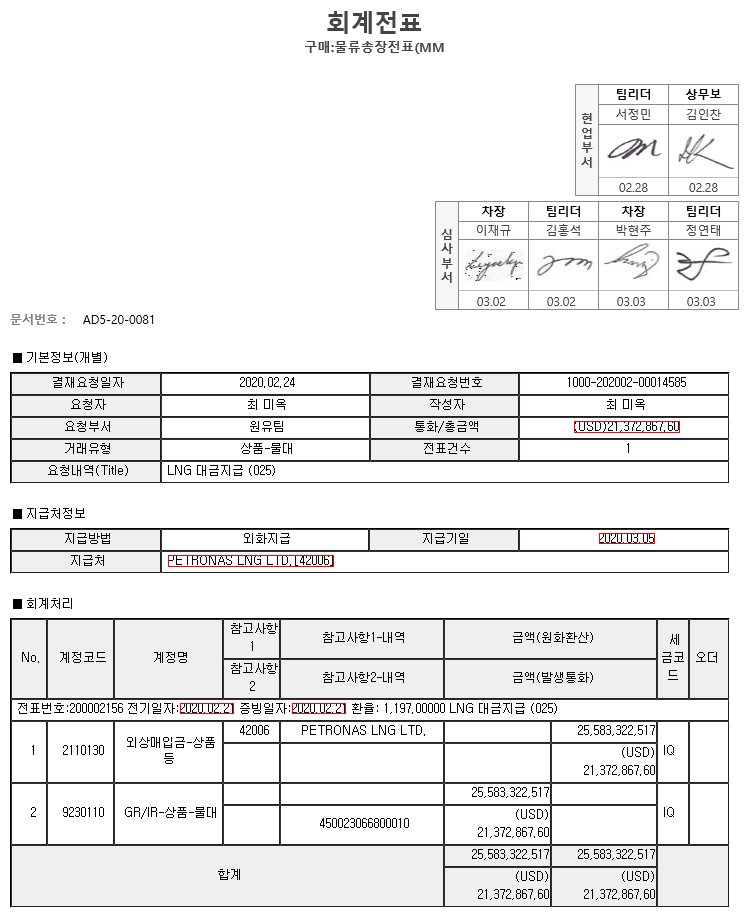 회계전표
구매:물류송장전표(MM
현업부서
팀리더 상무보
서정민 김인찬
02.28 02.28
심사부서
차장 팀리더 차장 팀리더
이재규 김홍석 박현주 정연태
03.02 03.02 03.03 03.03
문서번호 : AD5-20-0081
■ 기본정보(개별)
결재요청일자 2020.02.24 결재요청번호 1000-202002-00014585
요청자 최 미옥 작성자 최 미옥
요청부서 원유팀 통화/총금액 (USD)21,372,867.60
거래유형 상품-물대 전표건수 1
요청내역(Title) LNG 대금지급 (025)
■ 지급처정보
지급방법 외화지급 지급기일 2020.03.05
지급처 PETRONAS LNG LTD.[42006]
■ 회계처리
No. 계정코드 계정명 참고사항1 참고사항1-내역 금액(원화환산) 세금코드 오더
참고사항2 참고사항2-내역 금액(발생통화)
전표번호:200002156 전기일자:2020.02.21 증빙일자:2020.02.21 환율: 1,197.00000 LNG 대금지급 (025)
1 2110130 외상매입금-상품등 42006 PETRONAS LNG LTD. 25,583,322,517 IQ
(USD)
21,372,867.60
2 9230110 GR/IR-상품-물대 25,583,322,517 IQ
450023066800010 (USD)
21,372,867.60
합계 25,583,322,517 25,583,322,517
(USD) (USD)
21,372,867.60 21,372,867.60